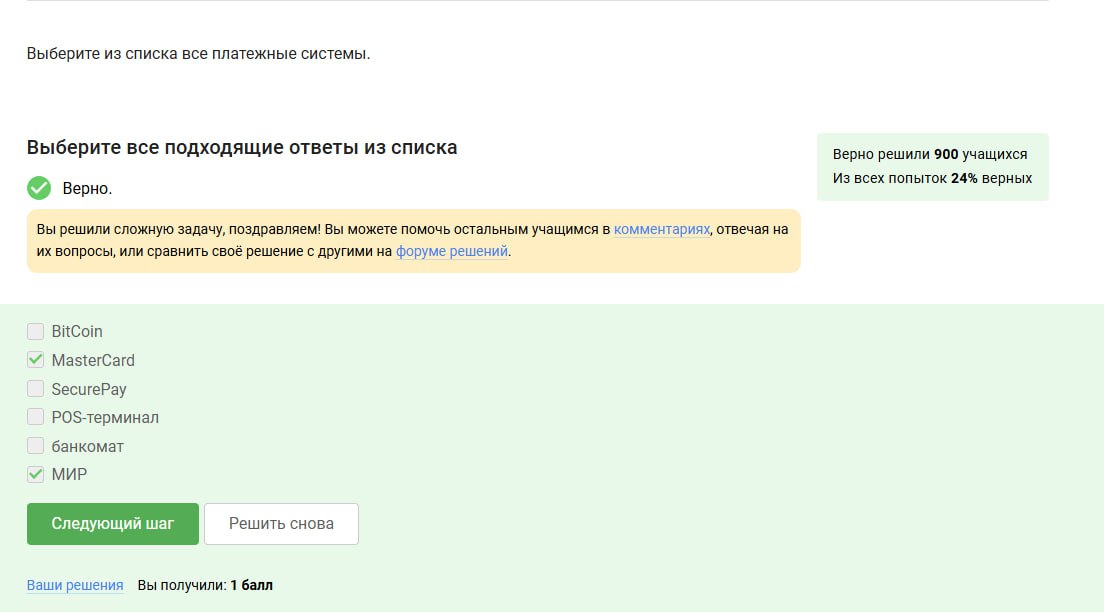 Выберите из списка все платежные системы.
Выберите все подходящие ответы из списка
Верно решили 900 учащихся
Из всех попыток 24% верных
Верно.
Вы решили сложную задачу, поздравляем! Вы можете помочь остальным учащимся в комментариях, отвечая на
их вопросы, или сравнить своё решение с другими на форуме решений.
BitCoin
MasterCard
SecurePay
POS-терминал
банкомат
МИР
Следующий шаг
Решить снова
Ваши решения Вы получили: 1 балл